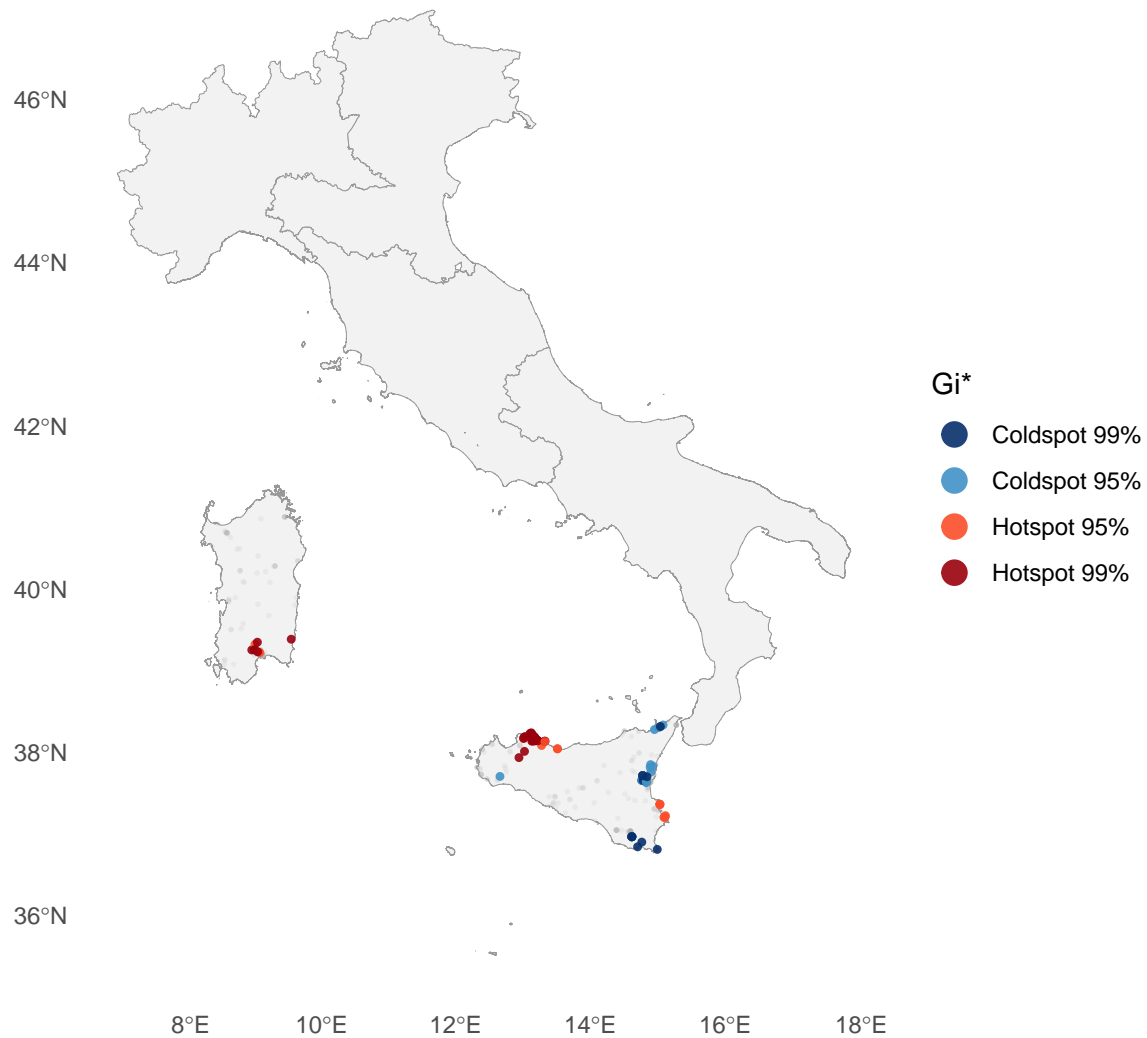 46°N
44°N
42°N
40°N
38°N
36°N
8°E 10°E 12°E 14°E 16°E 18°E
Gi*
Coldspot 99%
Coldspot 95%
Hotspot 95%
Hotspot 99%